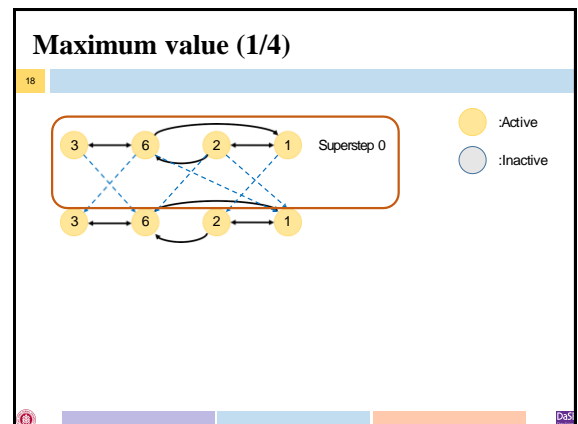 Maximum value (1/4)
18
3 6 2 1 Superstep 0
:Active
:Inactive
3 6 2 1
DaSI